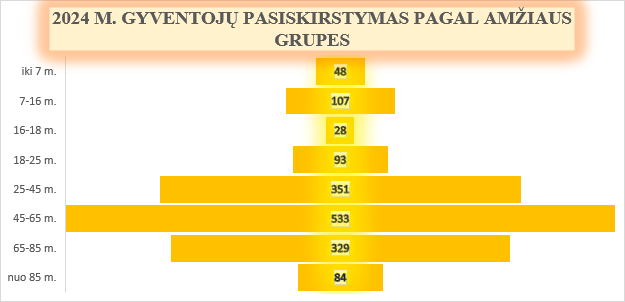 2024 M. GYVENTOJŲ PASISKIRSTYMAS PAGAL AMŽIAUS
GRUPES
iki 7 m. 48
7-16 m. 107
16-18 m. 28
18-25 m. 93
25-45 m. 351
45-65 m. 533
65-85 m. 329
nuo 85 m. 84